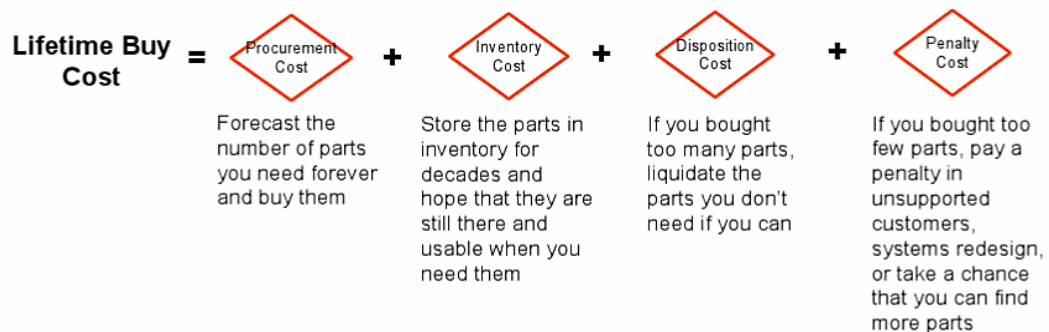 Lifetime Buy
Cost
=
Procurement
Cost
+
Inventory
Cost
+
Disposition
Cost
+
Penalty
Cost
Forecast the
number of parts
you need forever
and buy them
Store the parts in
inventory for
decades and
hope that they are
still there and
usable when you
need them
If you bought
too many parts,
liquidate the
parts you don't
need if you can
If you bought too
few parts, pay a
penalty in
unsupported
customers,
systems redesign,
or take a chance
that you can find
more parts